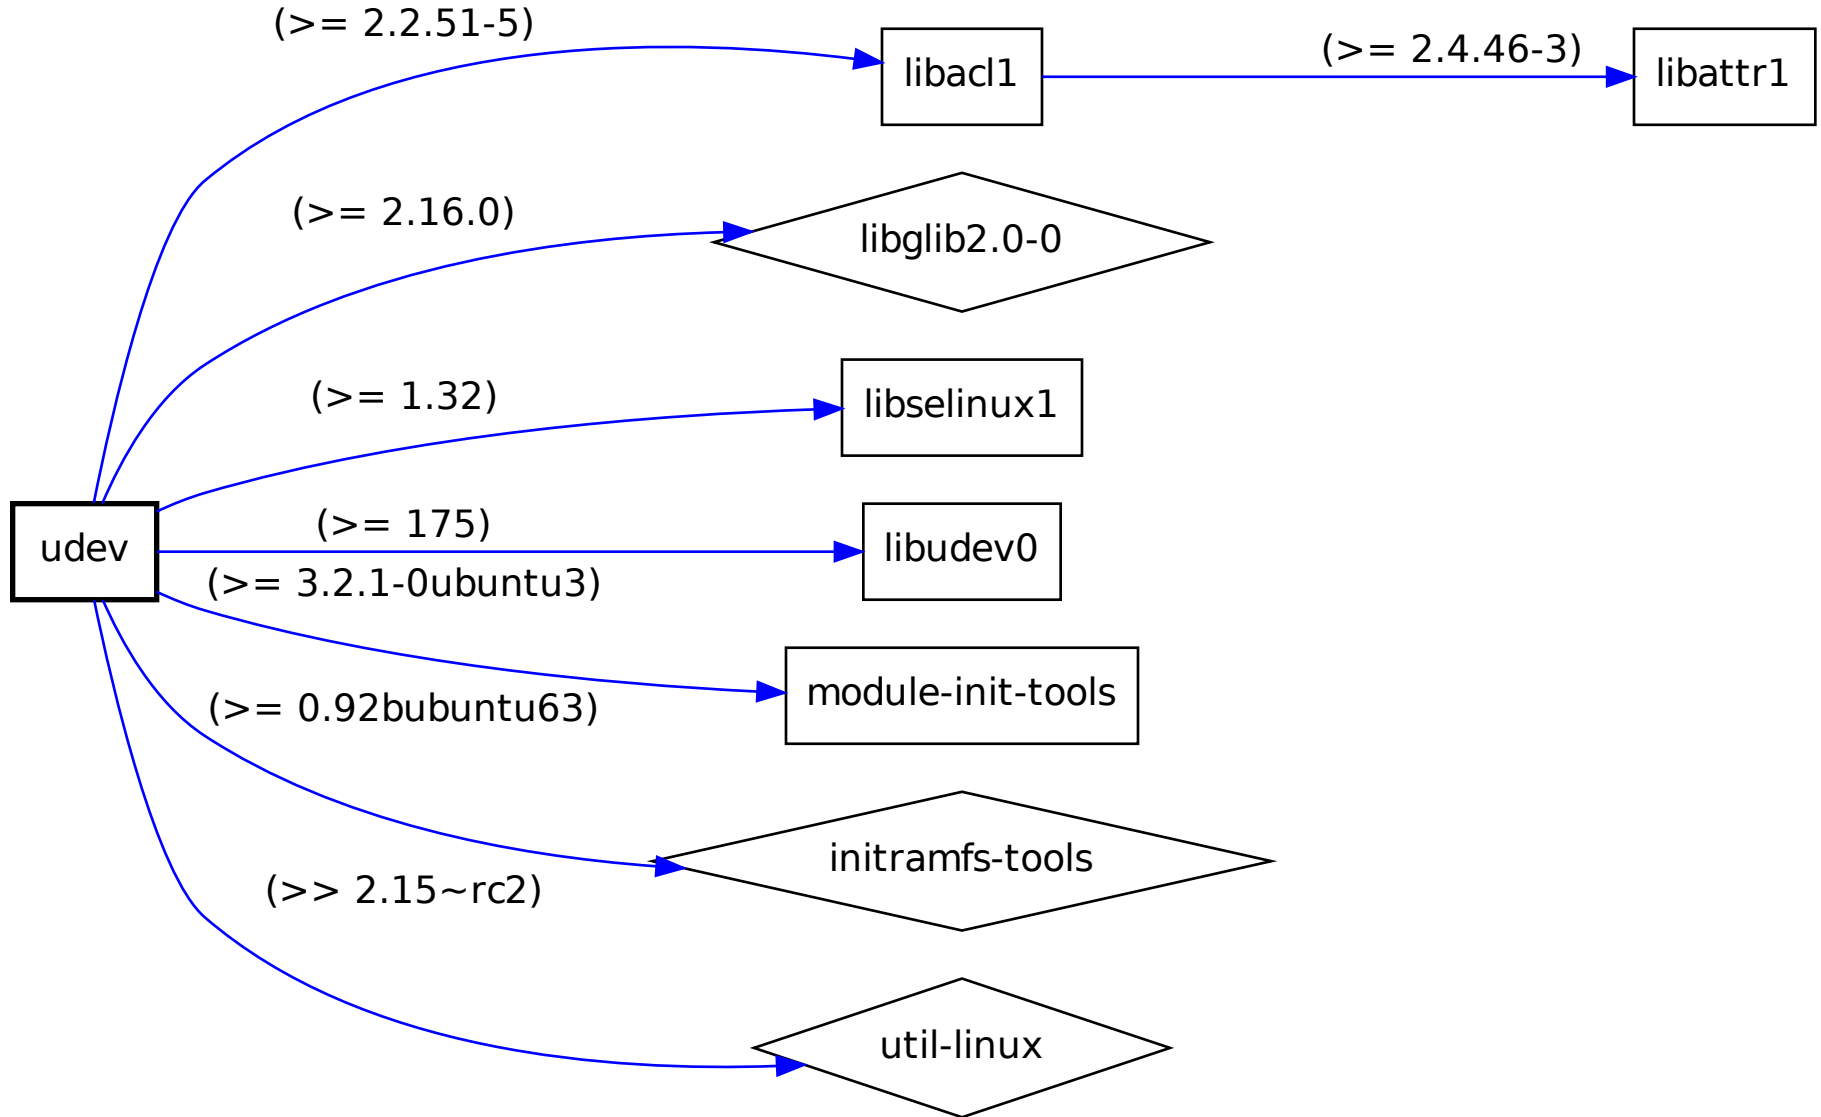 (>= 2.2.51-5)
libacl1
(>= 2.4.46-3)
libattr1
(>= 2.16.0)
libglib2.0-0
(>= 1.32)
libselinux1
udev
(>= 175)
libudev0
(>= 3.2.1-0ubuntu3)
module-init-tools
(>= 0.92bubuntu63)
initramfs-tools
(>> 2.15~rc2)
util-linux